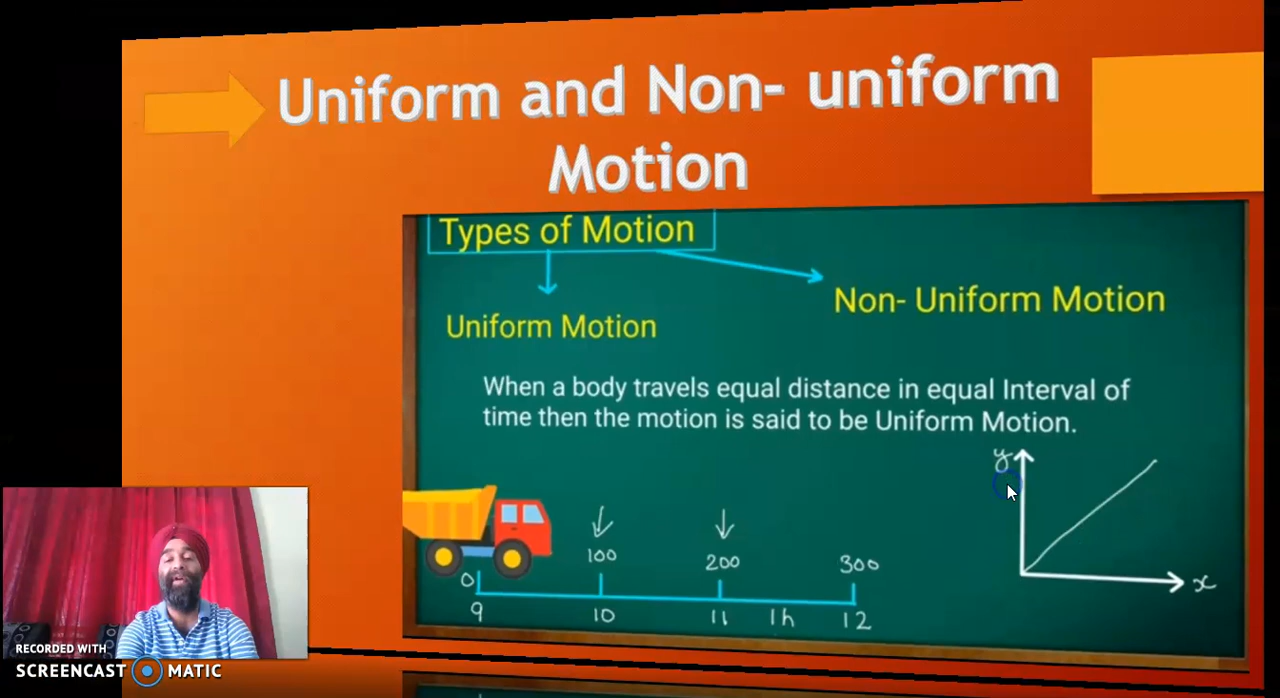 Uniform and Non- uniform
Motion
Types of Motion
Non- Uniform Motion
Uniform Motion
When a body travels equal distance in equal Interval of
time then the motion is said to be Uniform Motion.
y
100
200
300
0
x
9
10
11
1h
12
RECORDED WITH
SCREENCAST MATIC